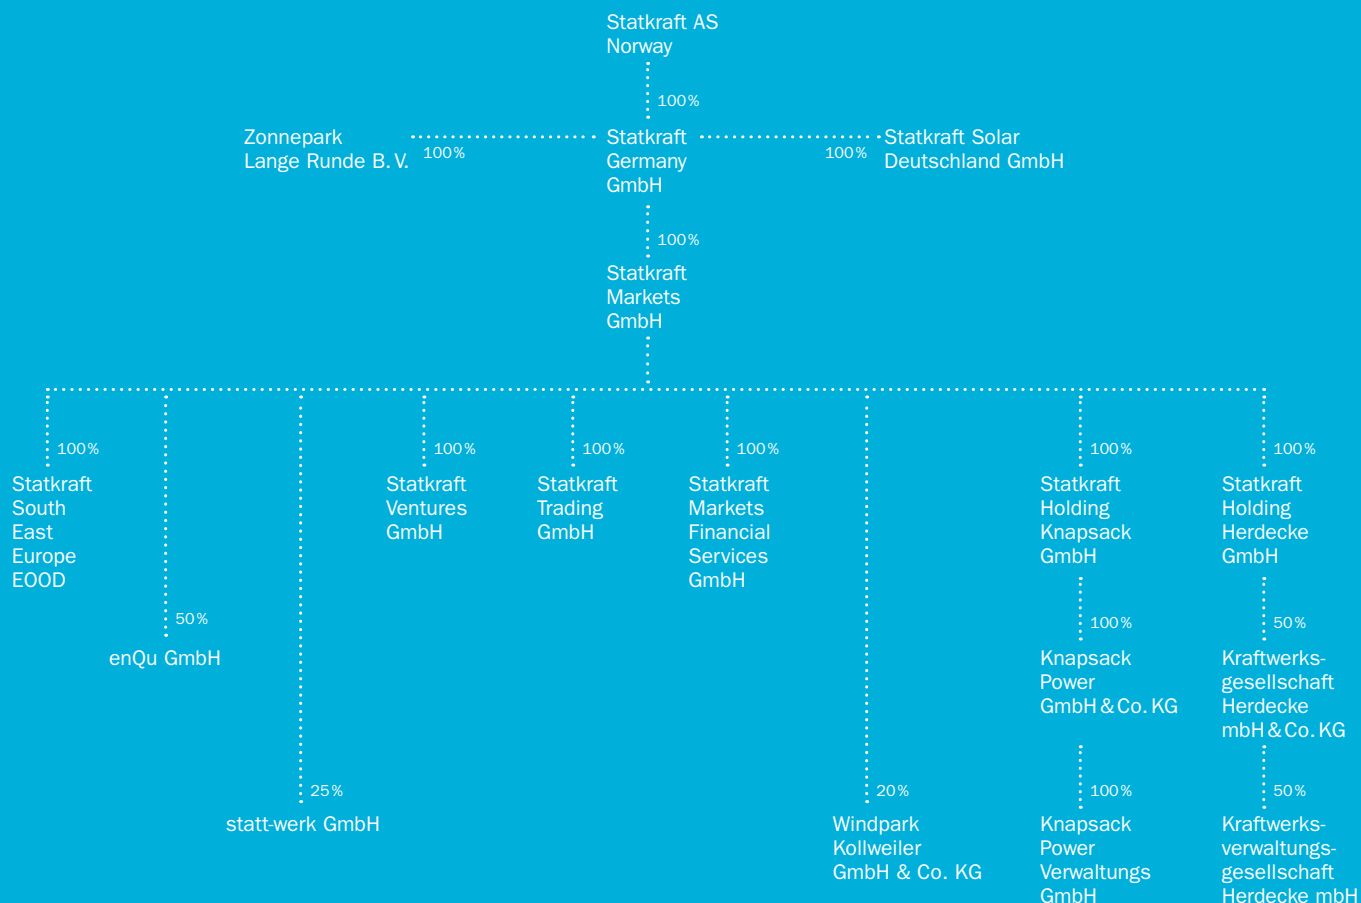 Statkraft AS
Norway
100%
Zonnepark
Lange Runde B. V.
100%
Statkraft
Germany
GmbH
100%
Statkraft Solar
Deutschland GmbH
100%
Statkraft
Markets
GmbH
100%
Statkraft
South
East
Europe
EOOD
50%
enQu GmbH
25%
statt-werk GmbH
100%
Statkraft
Ventures
GmbH
100%
Statkraft
Trading
GmbH
100%
Statkraft
Markets
Financial
Services
GmbH
20%
Windpark
Kollweiler
GmbH & Co. KG
100%
Statkraft
Holding
Knapsack
GmbH
100%
Knapsack
Power
GmbH & Co. KG
100%
Knapsack
Power
Verwaltungs
GmbH
100%
Statkraft
Holding
Herdecke
GmbH
50%
Kraftwerks-
gesellschaft
Herdecke
mbH & Co. KG
50%
Kraftwerks-
verwaltungs-
gesellschaft
Herdecke mbH